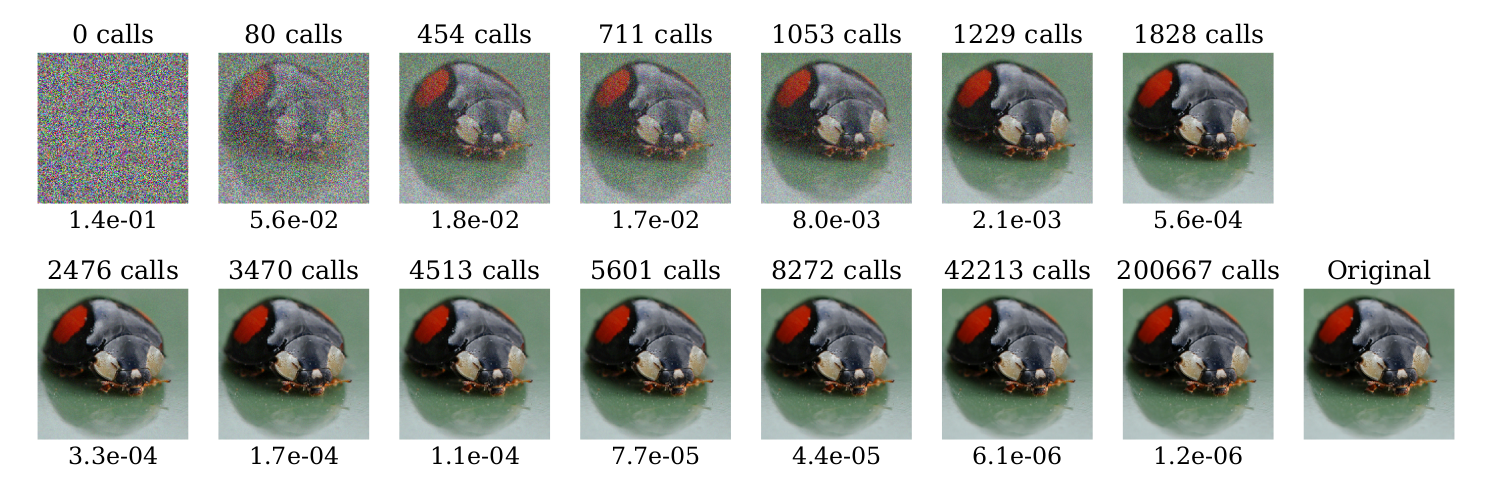 0 calls 80 calls 454 calls 711 calls 1053 calls 1229 calls 1828 calls
1.4e-01 5.6e-02 1.8e-02 1.7e-02 8.0e-03 2.1e-03 5.6e-04
2476 calls 3470 calls 4513 calls 5601 calls 8272 calls 42213 calls 200667 calls Original
3.3e-04 1.7e-04 1.1e-04 7.7e-05 4.4e-05 6.1e-06 1.2e-06